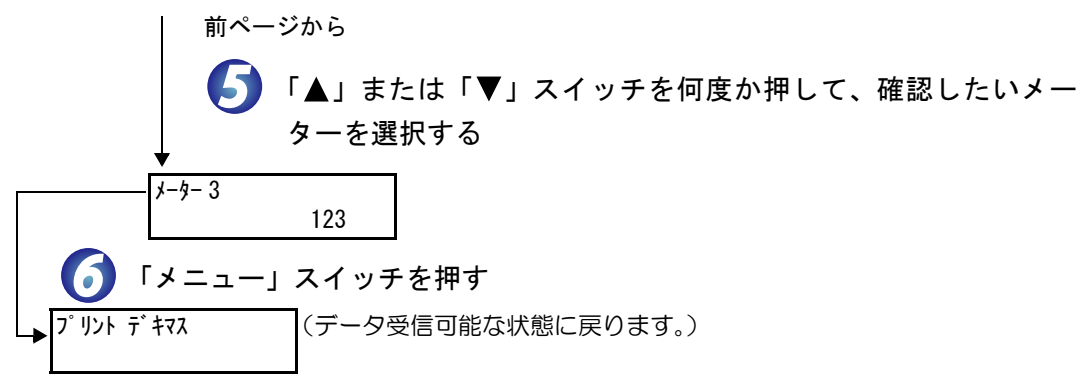 前ページから
5 「▲」または「▼」スイッチを何度か押して、確認したいメー
ターを選択する
ﾒｰﾀｰ 3
123
6 「メニュー」スイッチを押す
ﾌﾟﾘﾝﾄ ﾃﾞｷﾏｽ
（データ受信可能な状態に戻ります。）